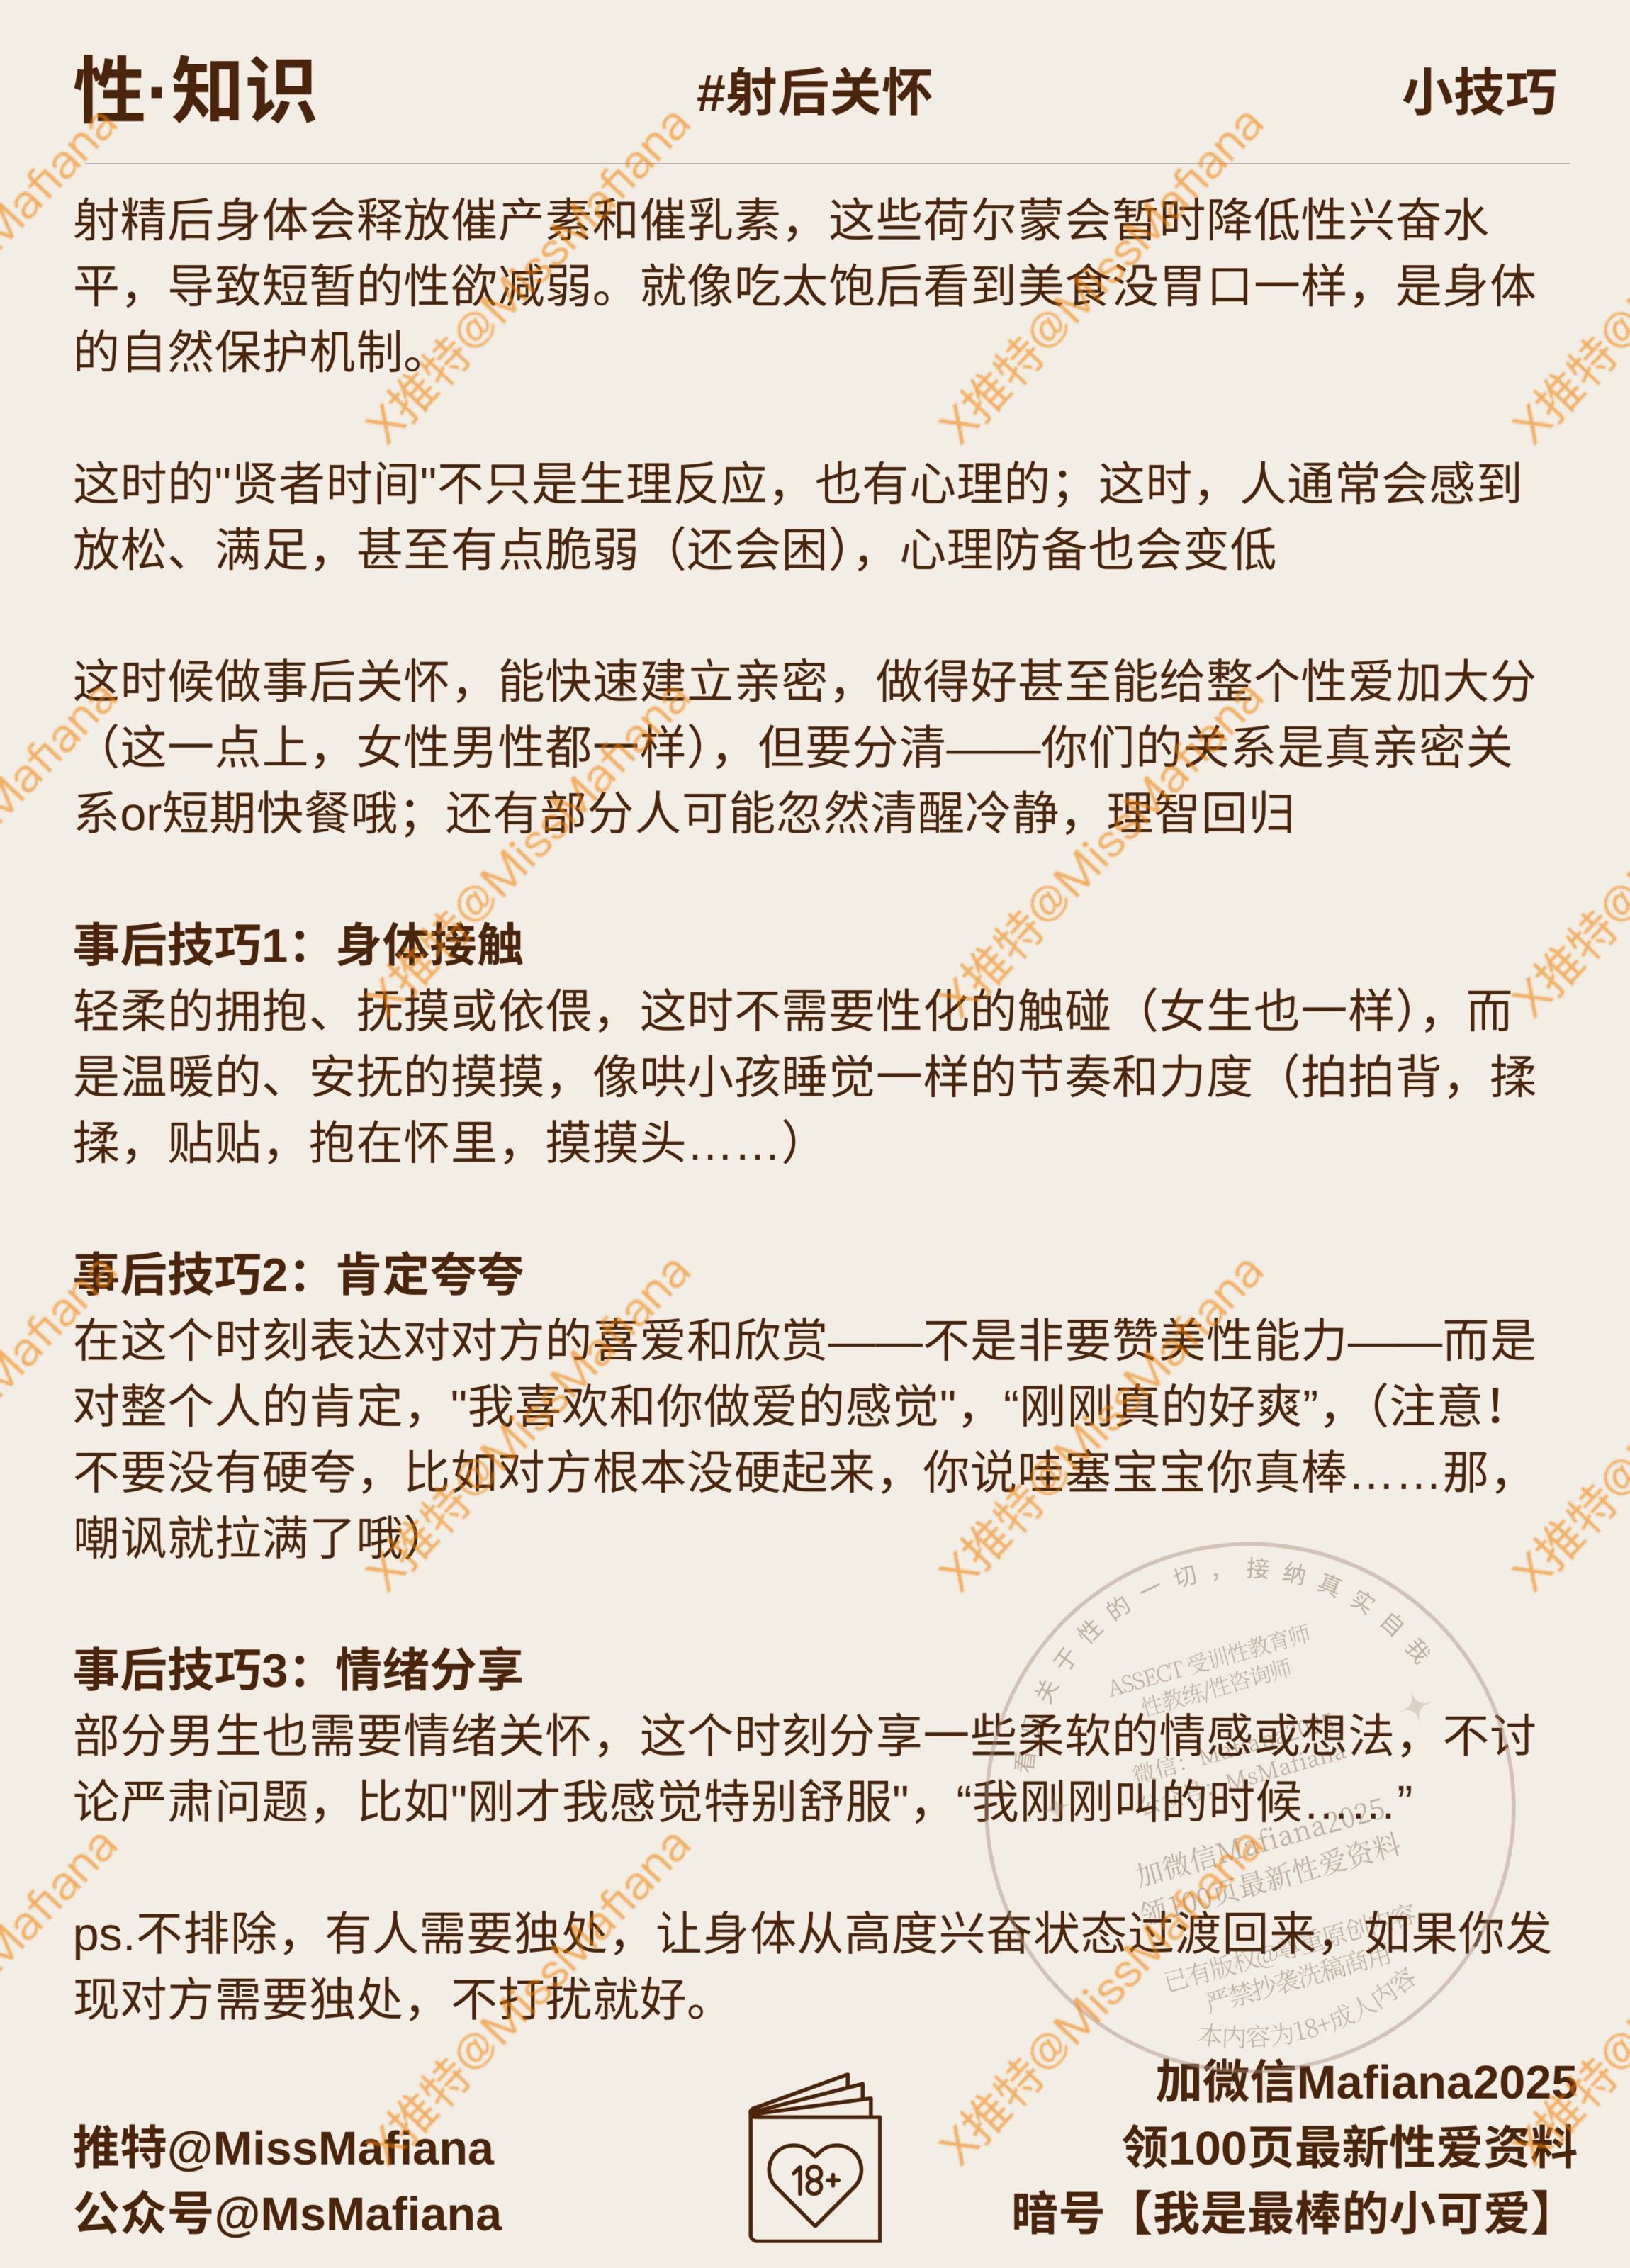 性·知识
#射后关怀
小技巧
射精后身体会释放催产素和催乳素，这些荷尔蒙会暂时降低性兴奋水
平，导致短暂的性欲减弱。就像吃太饱后看到美食没胃口一样，是身体
的自然保护机制。
这时的"贤者时间"不只是生理反应，也有心理的；这时，人通常会感到
放松、满足，甚至有点脆弱（还会困），心理防备也会变低
这时候做事后关怀，能快速建立亲密，做得好甚至能给整个性爱加大分
（这一点上，女性男性都一样），但要分清——你们的关系是真亲密关
系or短期快餐哦；还有部分人可能忽然清醒冷静，理智回归
事后技巧1：身体接触
轻柔的拥抱、抚摸或依偎，这时不需要性化的触碰（女生也一样），而
是温暖的、安抚的摸摸，像哄小孩睡觉一样的节奏和力度（拍拍背，揉
揉，贴贴，抱在怀里，摸摸头……）
事后技巧2：肯定夸夸
在这个时刻表达对对方的喜爱和欣赏——不是非要赞美性能力——而是
对整个人的肯定，"我喜欢和你做爱的感觉"，“刚刚真的好爽”，（注意！
不要没有硬夸，比如对方根本没硬起来，你说哇塞宝宝你真棒……那，
嘲讽就拉满了哦）
事后技巧3：情绪分享
部分男生也需要情绪关怀，这个时刻分享一些柔软的情感或想法，不讨
论严肃问题，比如"刚才我感觉特别舒服"，“我刚刚叫的时候……”
ps.不排除，有人需要独处，让身体从高度兴奋状态过渡回来，如果你发
现对方需要独处，不打扰就好。
关于性的一切，接纳真实自我
ASSECT 受训性教育师
性教练/性咨询师
加微信Mafiana2025
领100页最新性爱资料
已有版权@尊重原创内容
严禁抄袭洗稿商用
本内容为18+成人内容
推特@MissMafiana
公众号@MsMafiana
18+
加微信Mafiana2025
领100页最新性爱资料
暗号【我是最棒的小可爱】
X推特@MissMafiana
X推特@MissMafiana
X推特@MissMafiana
X推特@MissMafiana
X推特@MissMafiana
X推特@MissMafiana
X推特@MissMafiana
X推特@MissMafiana